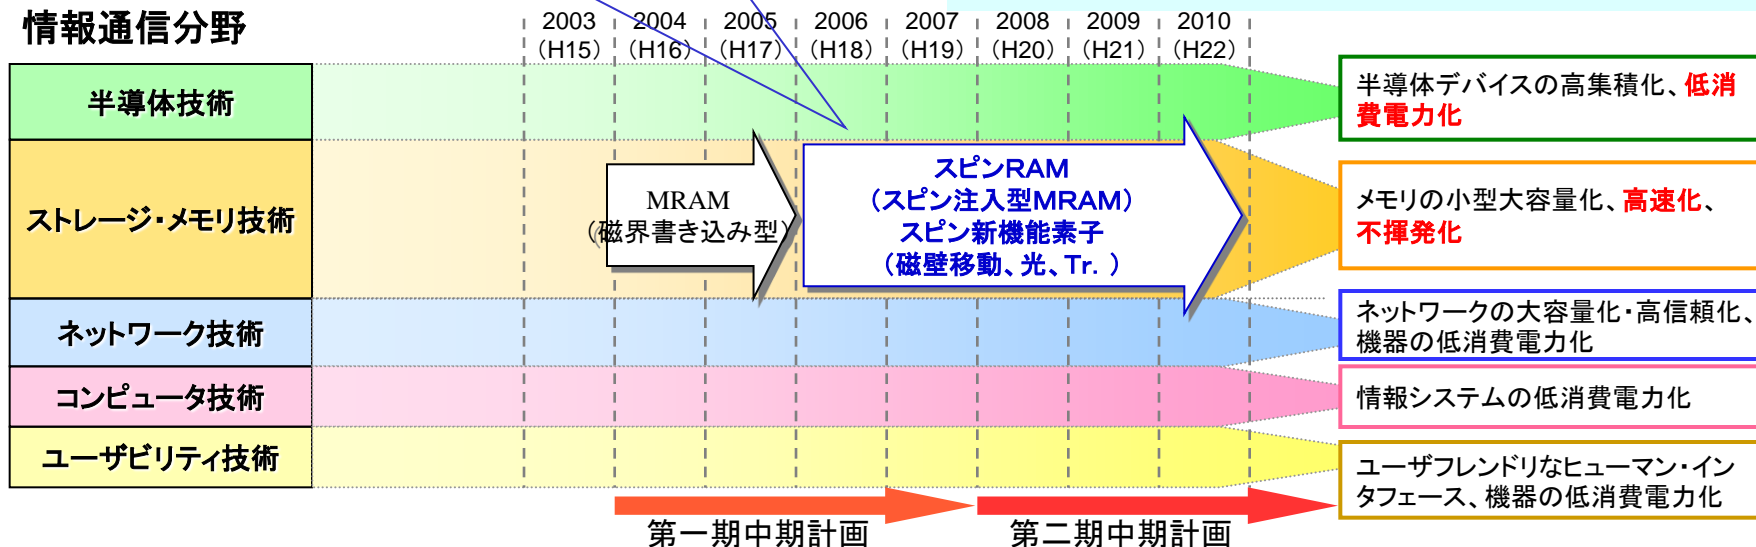 情報通信分野
2003 2004 2005 2006 2007 2008 2009 2010
(H15) (H16) (H17) (H18) (H19) (H20) (H21) (H22)
半導体技術
半導体デバイスの高集積化、低消
費電力化
ストレージ・メモリ技術
MRAM
(磁界書き込み型)
スピンRAM
(スピン注入型MRAM)
スピン新機能素子
(磁壁移動、光、Tr. )
メモリの小型大容量化、高速化、
不揮発化
ネットワーク技術
ネットワークの大容量化・高信頼化、
機器の低消費電力化
コンピュータ技術
情報システムの低消費電力化
ユーザビリティ技術
ユーザフレンドリなヒューマン・イン
タフェース、機器の低消費電力化
第一期中期計画
第二期中期計画